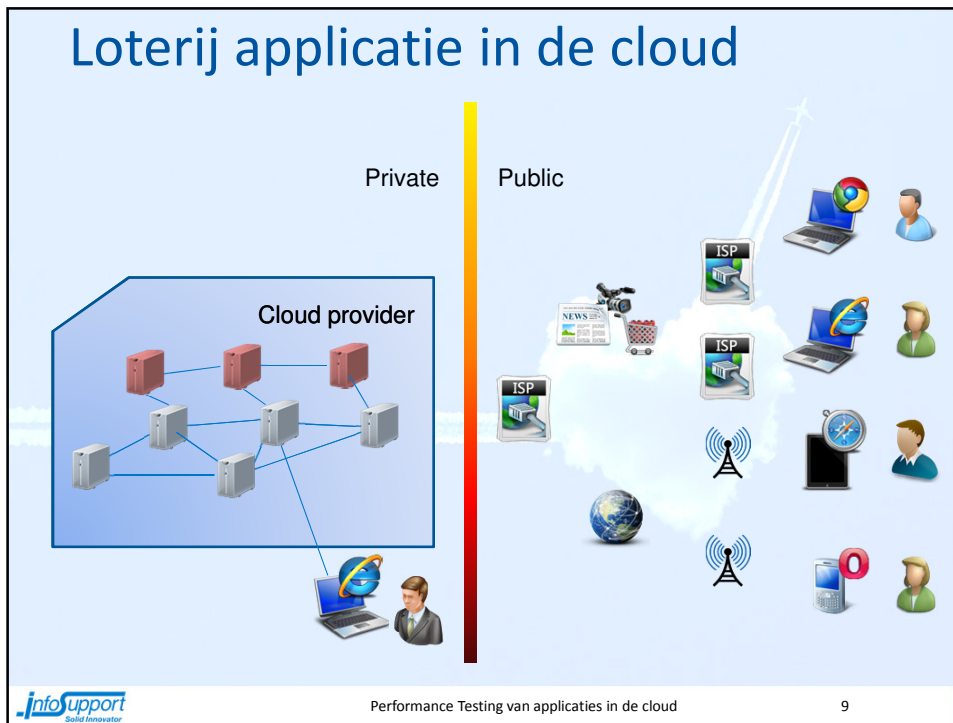 Loterij applicatie in de cloud
Private
Public
ISP
Cloud provider
NEWS
ISP
ISP
infoSupport
Solid Innovator
Performance Testing van applicaties in de cloud
9